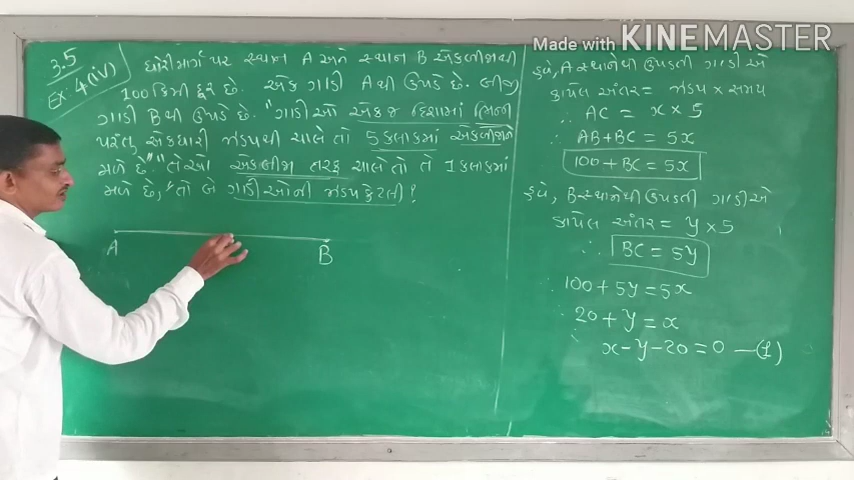 Made with KINEMASTER
3.5
Ex: 4(iv)
ધોરીમાર્ગ પર સ્થાન A અને સ્થાન B એકબીજાથી
100 કિમી દૂર છે. એક ગાડી A થી ઉપડે છે. બીજી
ગાડી B થી ઉપડે છે. "ગાડીઓ એક જ દિશામાં ભિન્ન
પરંતુ એકધારી ઝડપથી ચાલે તો 5 કલાકમાં એકબીજાને
મળે છે." "તેઓ એકબીજા તરફ ચાલે તો તે 1 કલાકમાં
મળે છે," તો બે ગાડીઓની ઝડપ કેટલી?
A B
હવે, A સ્થાનેથી ઉપડતી ગાડીએ
કાપેલ અંતર = ઝડપ × સમય
∴ AC = x × 5
∴ AB + BC = 5x
100 + BC = 5x
હવે, B સ્થાનેથી ઉપડતી ગાડીએ
કાપેલ અંતર = y × 5
∴ BC = 5y
∴ 100 + 5y = 5x
∴ 20 + y = x
∴ x - y - 20 = 0 —(1)